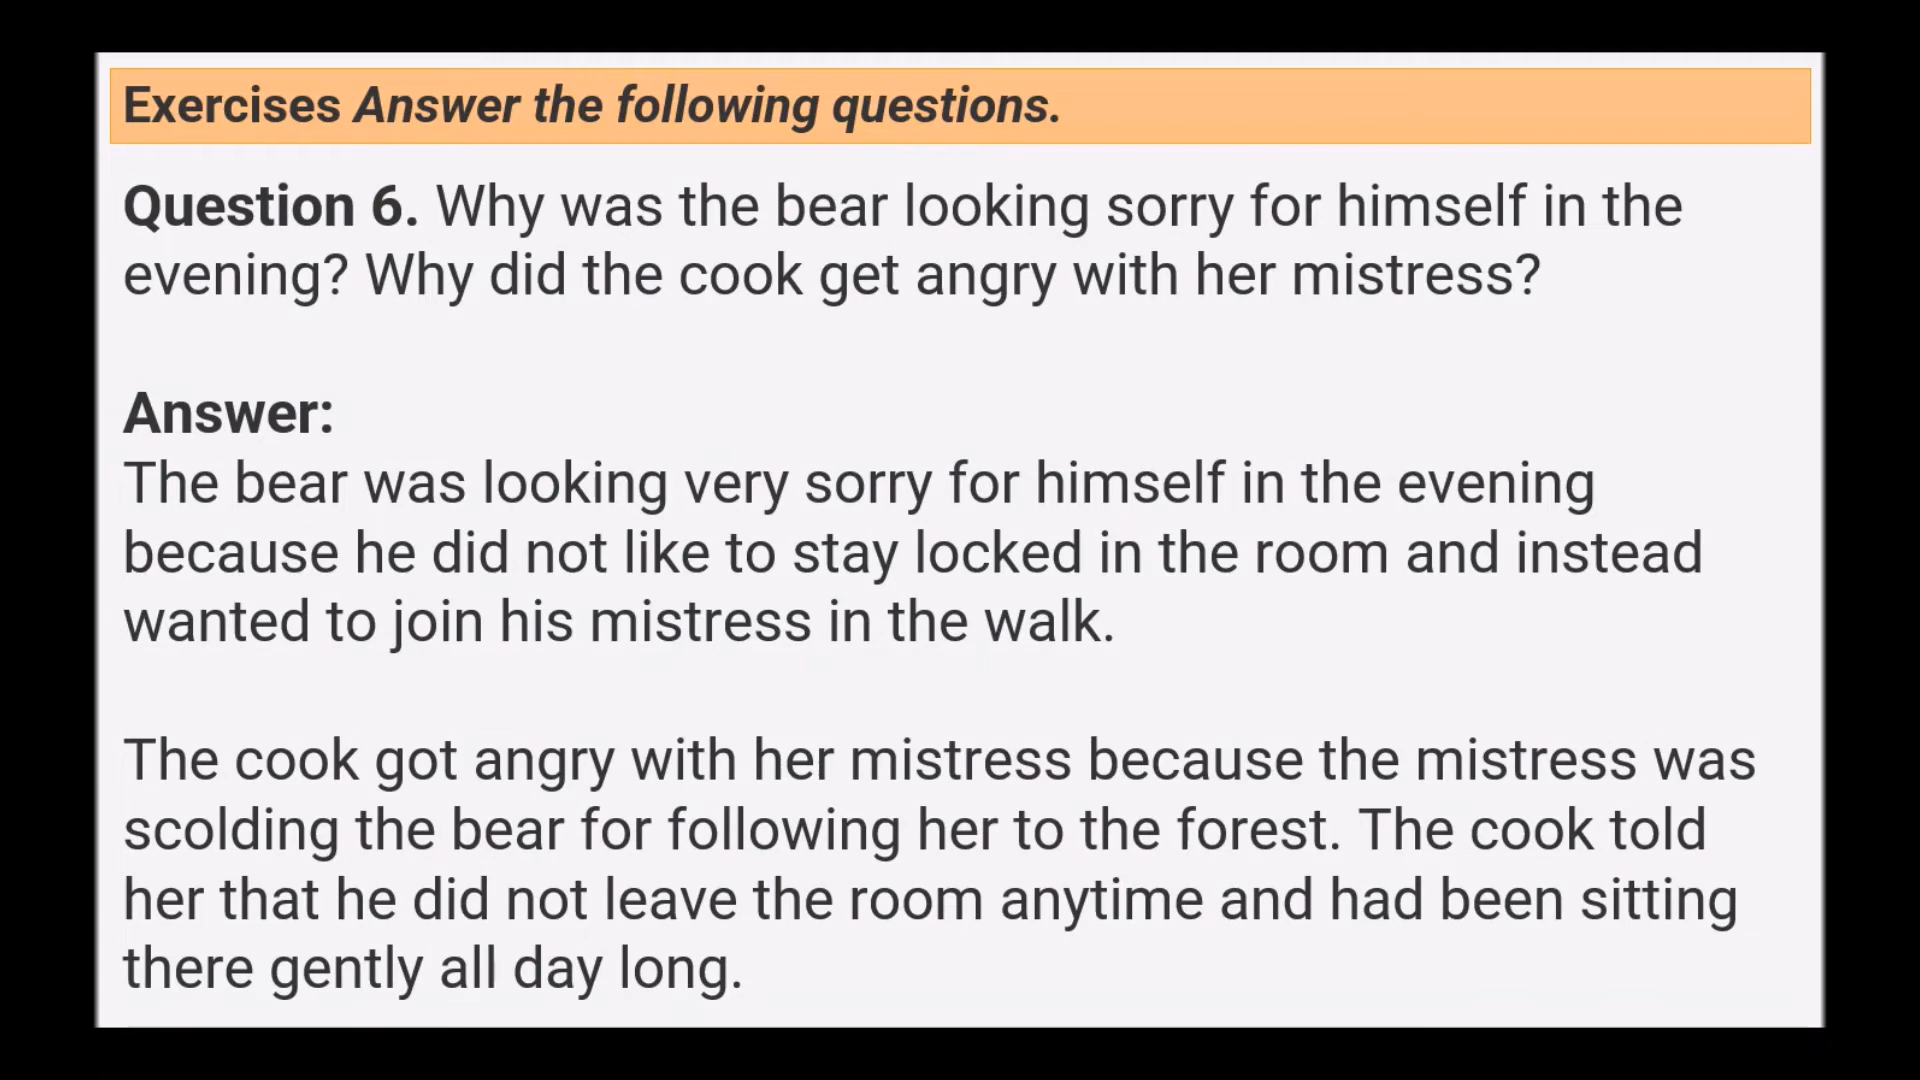 Exercises Answer the following questions.
Question 6. Why was the bear looking sorry for himself in the
evening? Why did the cook get angry with her mistress?
Answer:
The bear was looking very sorry for himself in the evening
because he did not like to stay locked in the room and instead
wanted to join his mistress in the walk.
The cook got angry with her mistress because the mistress was
scolding the bear for following her to the forest. The cook told
her that he did not leave the room anytime and had been sitting
there gently all day long.